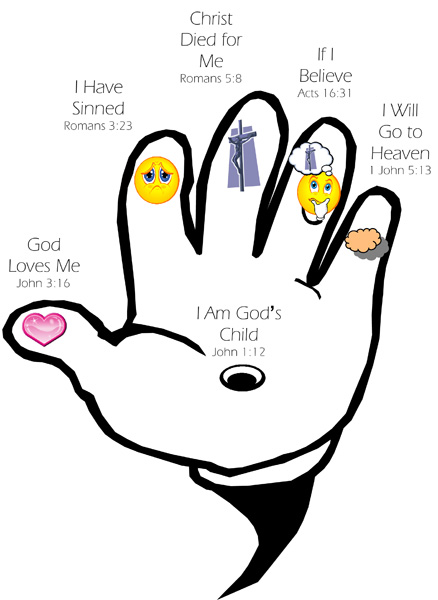 God
Loves Me
John 3:16
I Have
Sinned
Romans 3:23
Christ
Died for
Me
Romans 5:8
If I
Believe
Acts 16:31
I Will
Go to
Heaven
1 John 5:13
I Am God's
Child
John 1:12